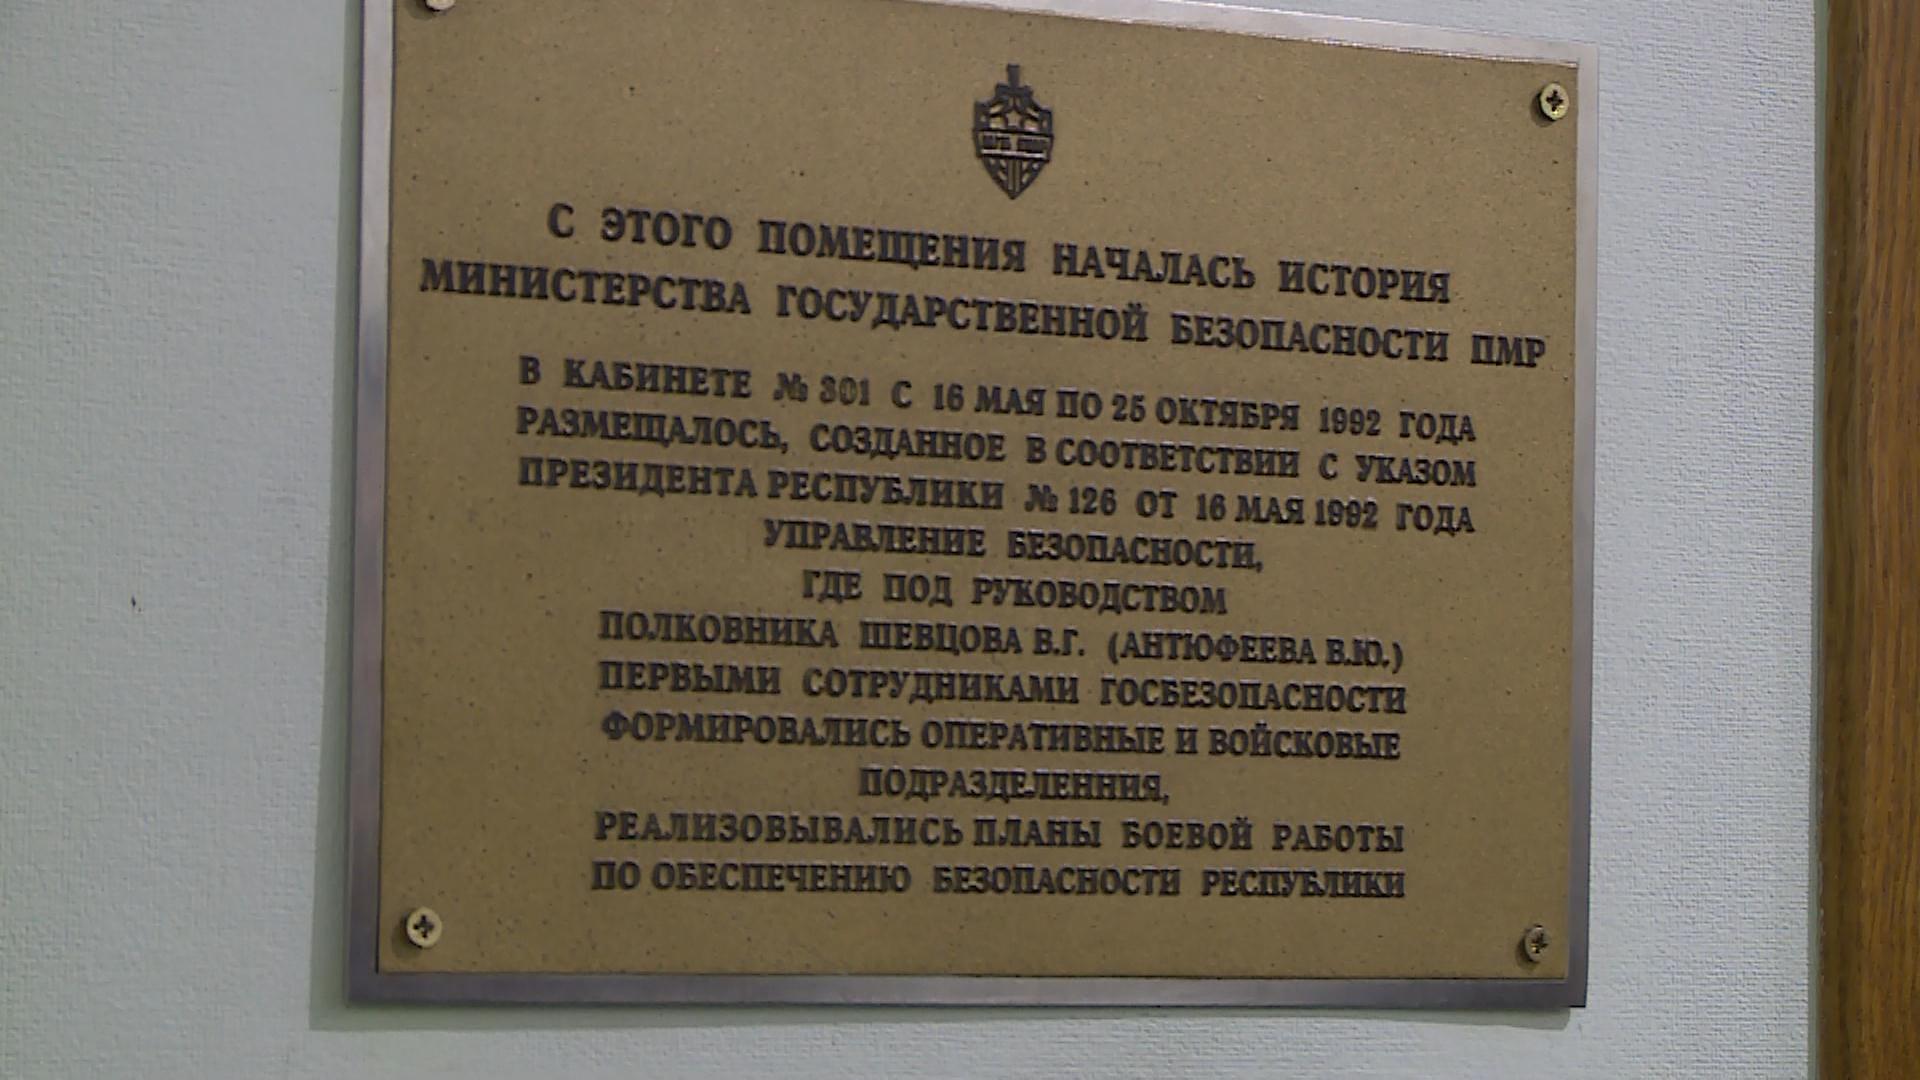 С ЭТОГО ПОМЕЩЕНИЯ НАЧАЛАСЬ ИСТОРИЯ
МИНИСТЕРСТВА ГОСУДАРСТВЕННОЙ БЕЗОПАСНОСТИ ПМР
В КАБИНЕТЕ № 301 С 16 МАЯ ПО 25 ОКТЯБРЯ 1992 ГОДА
РАЗМЕЩАЛОСЬ, СОЗДАННОЕ В СООТВЕТСТВИИ С УКАЗОМ
ПРЕЗИДЕНТА РЕСПУБЛИКИ № 126 ОТ 16 МАЯ 1992 ГОДА
УПРАВЛЕНИЕ БЕЗОПАСНОСТИ,
ГДЕ ПОД РУКОВОДСТВОМ
ПОЛКОВНИКА ШЕВЦОВА В.Г. (АНТЮФЕЕВА В.Ю.)
ПЕРВЫМИ СОТРУДНИКАМИ ГОСБЕЗОПАСНОСТИ
ФОРМИРОВАЛИСЬ ОПЕРАТИВНЫЕ И ВОЙСКОВЫЕ
ПОДРАЗДЕЛЕННИЯ,
РЕАЛИЗОВЫВАЛИСЬ ПЛАНЫ БОЕВОЙ РАБОТЫ
ПО ОБЕСПЕЧЕНИЮ БЕЗОПАСНОСТИ РЕСПУБЛИКИ